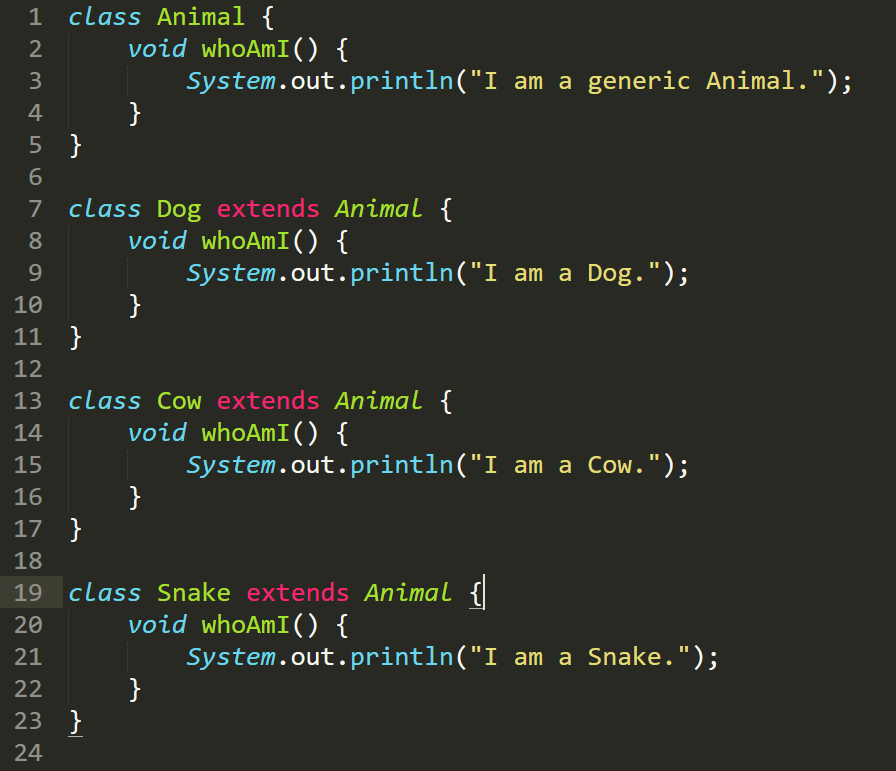 1 class Animal {
2     void whoAmI() {
3         System.out.println("I am a generic Animal.");
4     }
5 }
6
7 class Dog extends Animal {
8     void whoAmI() {
9         System.out.println("I am a Dog.");
10     }
11 }
12
13 class Cow extends Animal {
14     void whoAmI() {
15         System.out.println("I am a Cow.");
16     }
17 }
18
19 class Snake extends Animal {
20     void whoAmI() {
21         System.out.println("I am a Snake.");
22     }
23 }
24